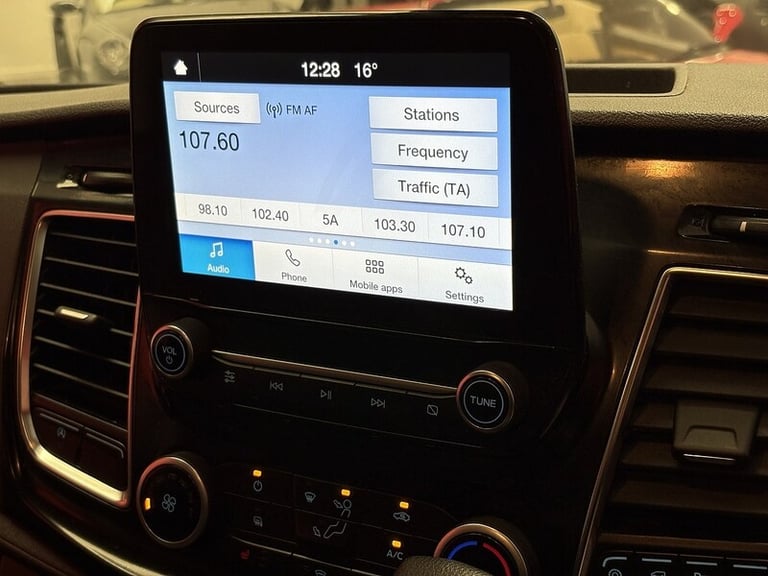 12:28 16°
Sources
FM AF
Stations
107.60
Frequency
Traffic (TA)
98.10 102.40 5A 103.30 107.10
Audio Phone Mobile apps Settings
VOL
TUNE
A/C